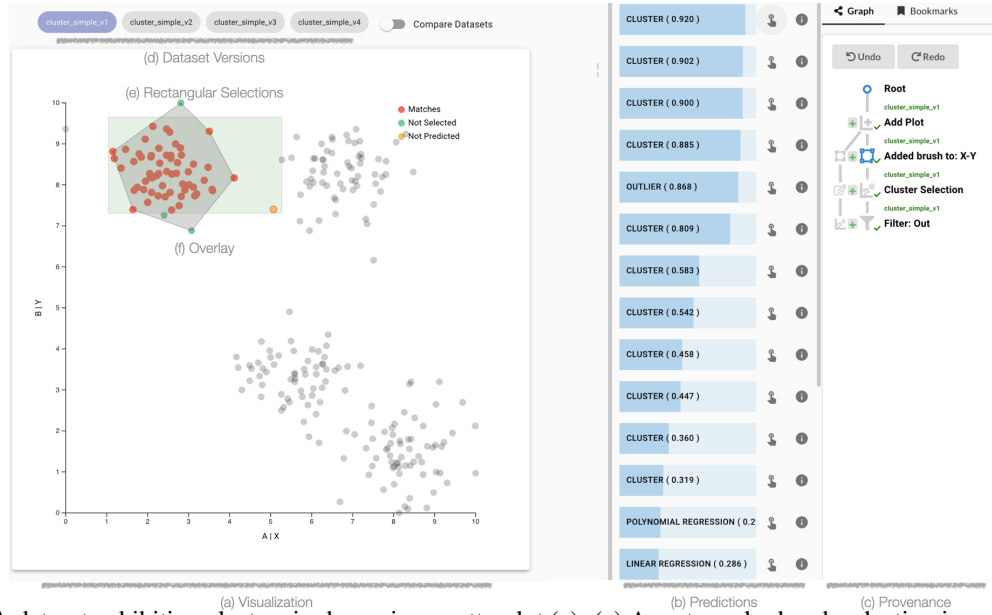 cluster_simple_v1
cluster_simple_v2
cluster_simple_v3
cluster_simple_v4
Compare Datasets
(d) Dataset Versions
(e) Rectangular Selections
Matches
Not Selected
Not Predicted
(f) Overlay
10
9
8
7
6
5
4
3
2
1
0
B | Y
0 1 2 3 4 5 6 7 8 9 10
A | X
CLUSTER ( 0.920 )
CLUSTER ( 0.902 )
CLUSTER ( 0.900 )
CLUSTER ( 0.885 )
OUTLIER ( 0.868 )
CLUSTER ( 0.809 )
CLUSTER ( 0.583 )
CLUSTER ( 0.542 )
CLUSTER ( 0.458 )
CLUSTER ( 0.447 )
CLUSTER ( 0.360 )
CLUSTER ( 0.319 )
POLYNOMIAL REGRESSION ( 0.2
LINEAR REGRESSION ( 0.286 )
Graph
Bookmarks
Undo
Redo
Root
cluster_simple_v1
Add Plot
cluster_simple_v1
Added brush to: X-Y
cluster_simple_v1
Cluster Selection
cluster_simple_v1
Filter: Out
(a) Visualization
(b) Predictions
(c) Provenance